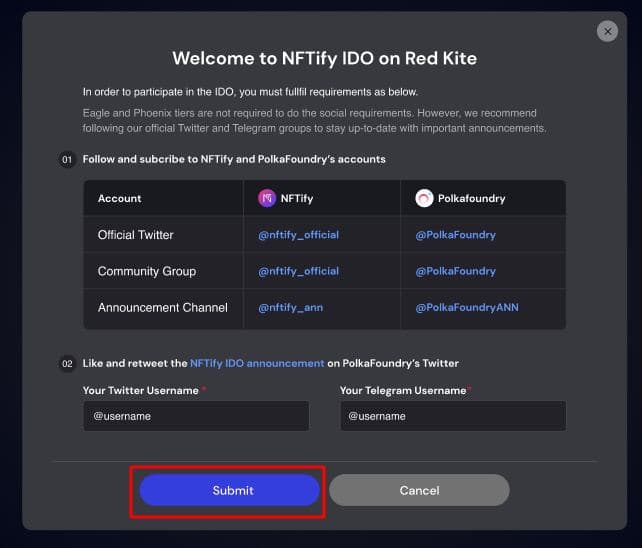 Welcome to NFTify IDO on Red Kite
In order to participate in the IDO, you must fullfil requirements as below.
Eagle and Phoenix tiers are not required to do the social requirements. However, we recommend
following our official Twitter and Telegram groups to stay up-to-date with important announcements.
01 Follow and subcribe to NFTify and PolkaFoundry's accounts
Account NFTify Polkafoundry
Official Twitter @nftify_official @PolkaFoundry
Community Group @nftify_official @PolkaFoundry
Announcement Channel @nftify_ann @PolkaFoundryANN
02 Like and retweet the NFTify IDO announcement on PolkaFoundry's Twitter
Your Twitter Username * Your Telegram Username*
@username @username
Submit Cancel